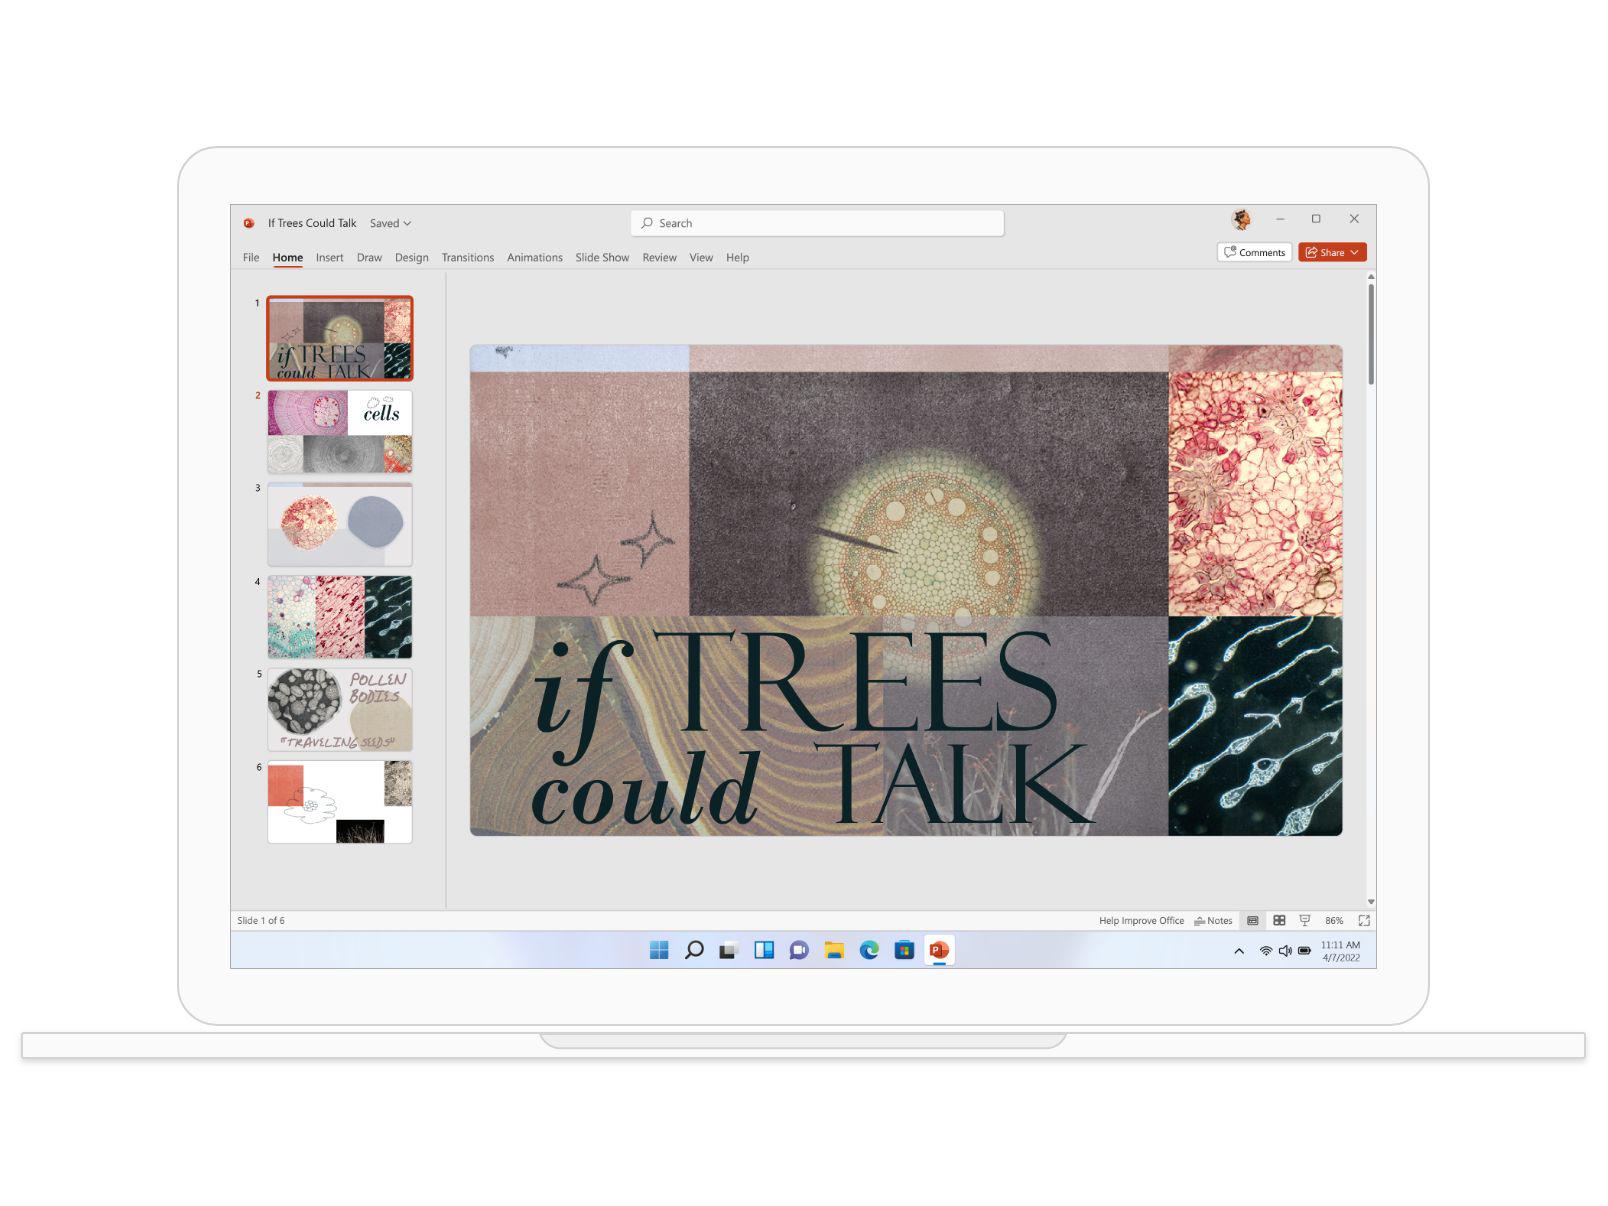 If Trees Could Talk Saved
Search
File Home Insert Draw Design Transitions Animations Slide Show Review View Help
Comments Share
1
if TREES
could TALK
2
cells
3
4
5
POLLEN
BODIES
"TRAVELING SEEDS"
6
if TREES
could TALK
Slide 1 of 6
Help Improve Office Notes 86%
11:11 AM
4/7/2022